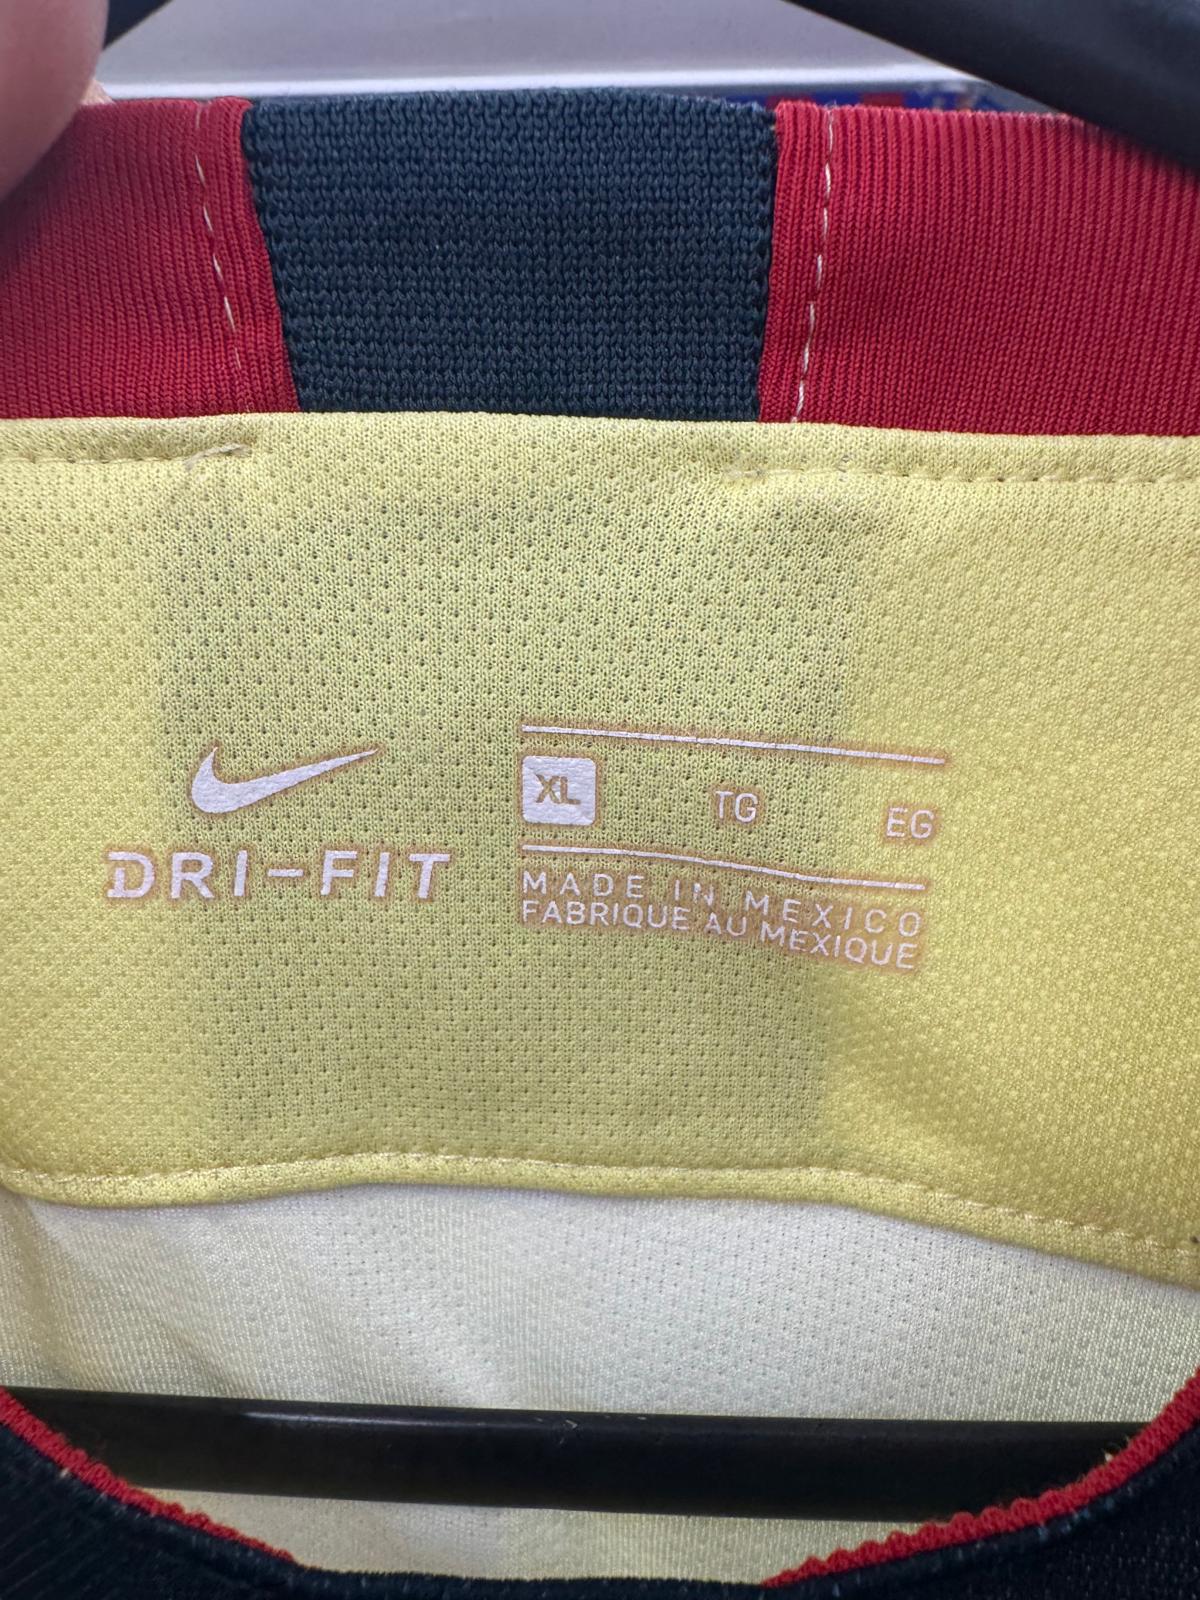 DRI-FIT
XL TG EG
MADE IN MEXICO
FABRIQUE AU MEXIQUE